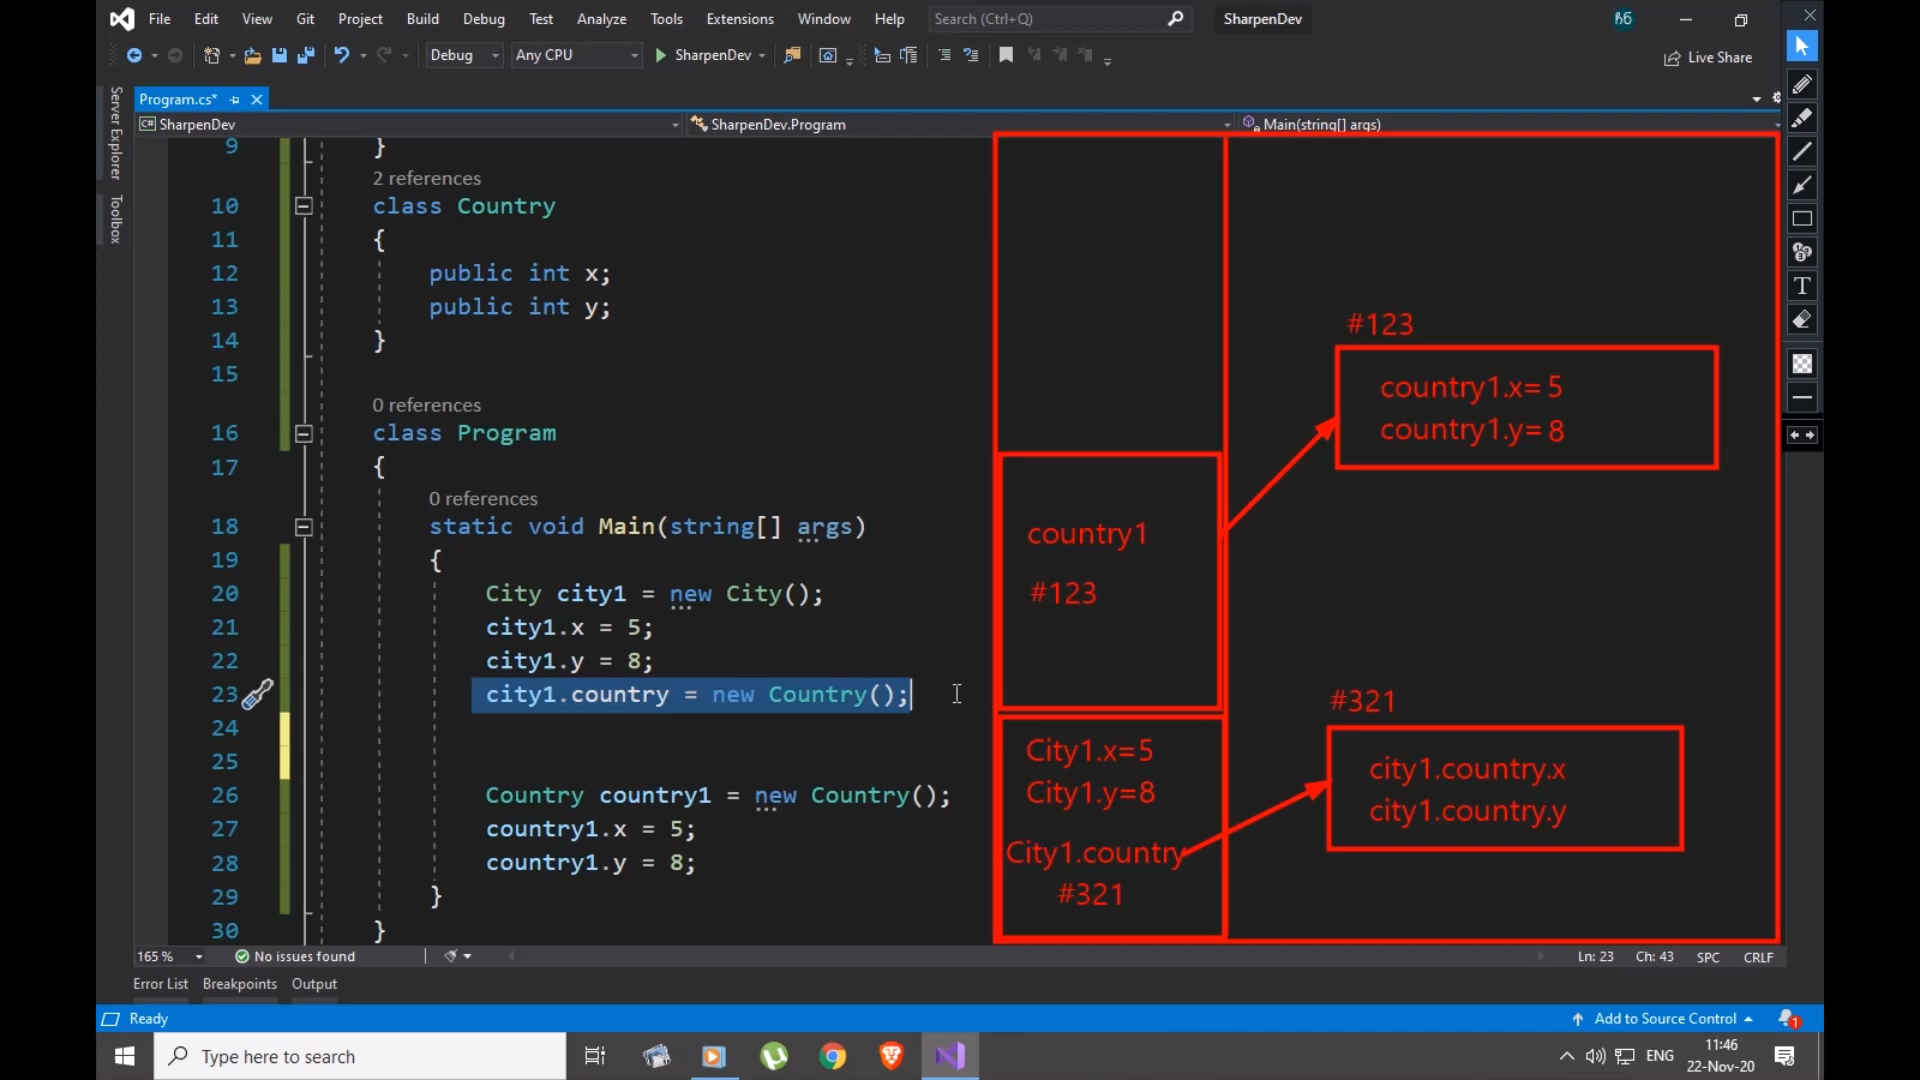 File Edit View Git Project Build Debug Test Analyze Tools Extensions Window Help Search (Ctrl+Q) SharpenDev
Debug Any CPU SharpenDev Live Share
Server Explorer
Toolbox
Program.cs*
C# SharpenDev SharpenDev.Program Main(string[] args)
9 }
2 references
10 class Country
11 {
12 public int x;
13 public int y;
14 }
15
0 references
16 class Program
17 {
0 references
18 static void Main(string[] args)
19 {
20 City city1 = new City();
21 city1.x = 5;
22 city1.y = 8;
23 city1.country = new Country();
24
25
26 Country country1 = new Country();
27 country1.x = 5;
28 country1.y = 8;
29 }
30 }
#123
country1.x= 5
country1.y= 8
country1
#123
#321
city1.country.x
city1.country.y
City1.x=5
City1.y=8
City1.country
#321
165 % No issues found Ln: 23 Ch: 43 SPC CRLF
Error List Breakpoints Output
Ready Add to Source Control 1
Type here to search ENG 11:46
22-Nov-20